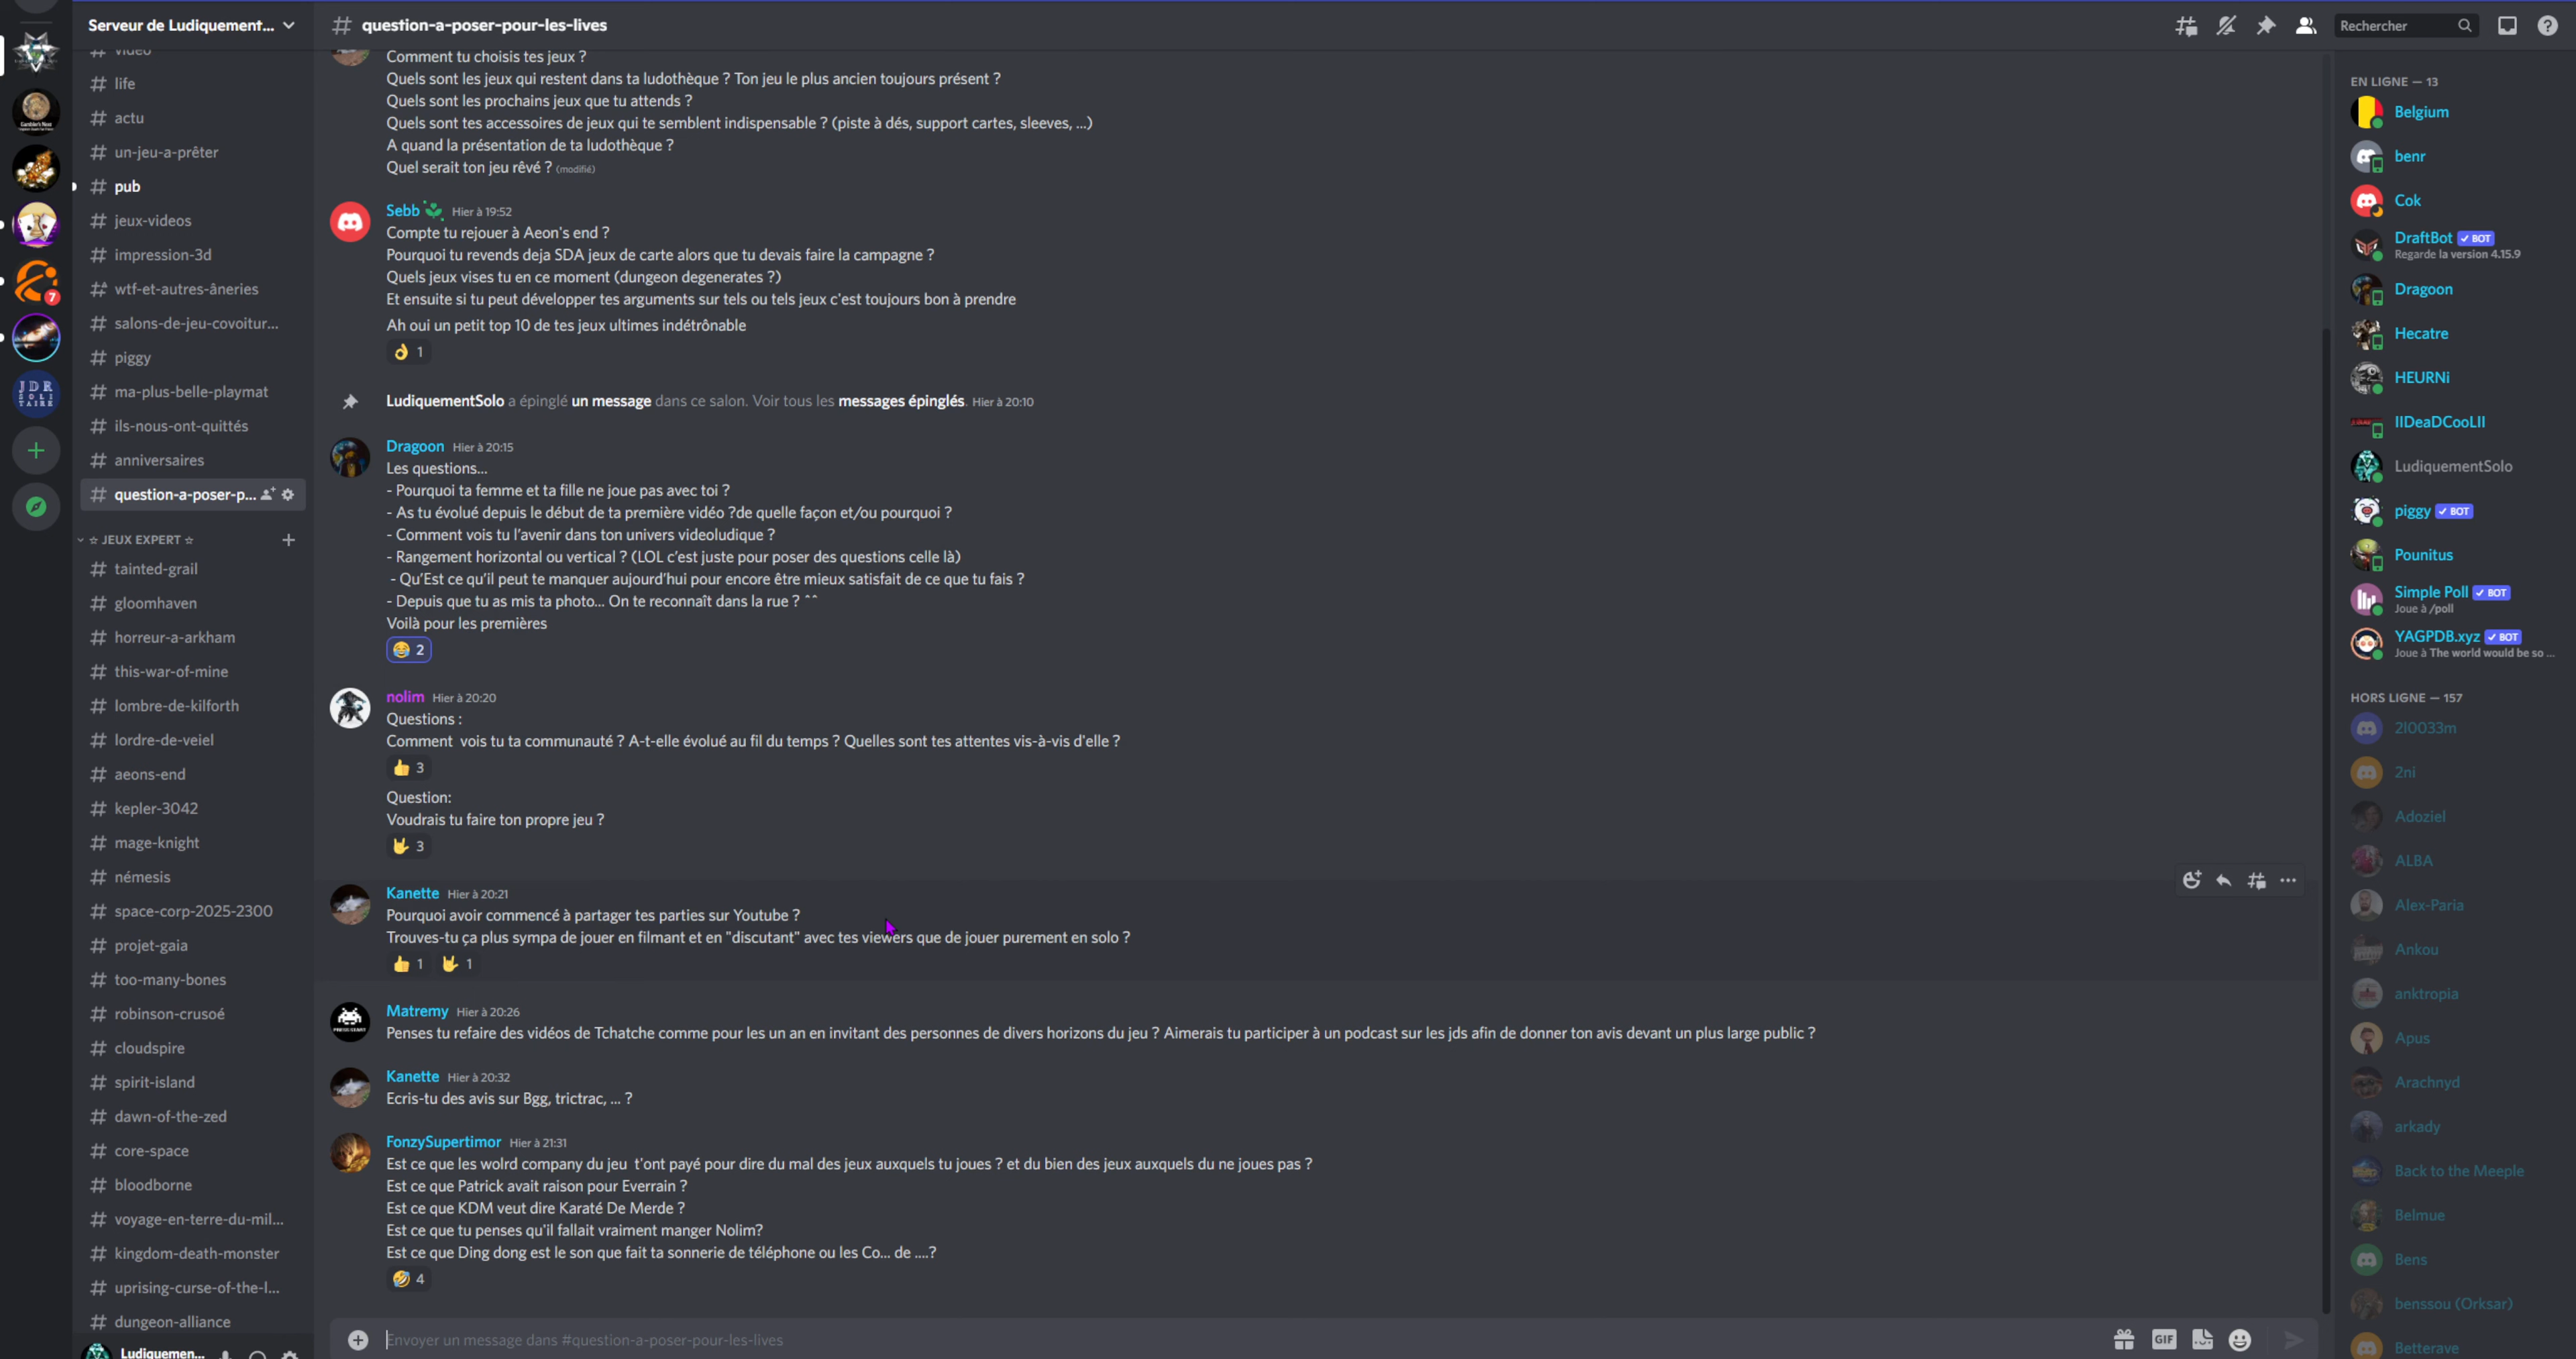 Serveur de Ludiquement...
vidéo
life
actu
un-jeu-a-prêter
pub
jeux-videos
impression-3d
wtf-et-autres-âneries
salons-de-jeu-covoitur...
piggy
ma-plus-belle-playmat
ils-nous-ont-quittés
anniversaires
question-a-poser-p...
☆ JEUX EXPERT ☆
tainted-grail
gloomhaven
horreur-a-arkham
this-war-of-mine
lombre-de-kilforth
lordre-de-veiel
aeons-end
kepler-3042
mage-knight
némesis
space-corp-2025-2300
projet-gaia
too-many-bones
robinson-crusoé
cloudspire
spirit-island
dawn-of-the-zed
core-space
bloodborne
voyage-en-terre-du-mil...
kingdom-death-monster
uprising-curse-of-the-l...
dungeon-alliance
Ludiquemen...
7
JDR
SOLI
TAIRE
# question-a-poser-pour-les-lives
Rechercher
Comment tu choisis tes jeux ?
Quels sont les jeux qui restent dans ta ludothèque ? Ton jeu le plus ancien toujours présent ?
Quels sont les prochains jeux que tu attends ?
Quels sont tes accessoires de jeux qui te semblent indispensable ? (piste à dés, support cartes, sleeves, ...)
A quand la présentation de ta ludothèque ?
Quel serait ton jeu rêvé ? (modifié)
Sebb Hier à 19:52
Compte tu rejouer à Aeon's end ?
Pourquoi tu revends deja SDA jeux de carte alors que tu devais faire la campagne ?
Quels jeux vises tu en ce moment (dungeon degenerates ?)
Et ensuite si tu peut développer tes arguments sur tels ou tels jeux c'est toujours bon à prendre
Ah oui un petit top 10 de tes jeux ultimes indétrônable
👌 1
LudiquementSolo a épinglé un message dans ce salon. Voir tous les messages épinglés. Hier à 20:10
Dragoon Hier à 20:15
Les questions...
- Pourquoi ta femme et ta fille ne joue pas avec toi ?
- As tu évolué depuis le début de ta première vidéo ?de quelle façon et/ou pourquoi ?
- Comment vois tu l'avenir dans ton univers videoludique ?
- Rangement horizontal ou vertical ? (LOL c'est juste pour poser des questions celle là)
- Qu'Est ce qu'il peut te manquer aujourd'hui pour encore être mieux satisfait de ce que tu fais ?
- Depuis que tu as mis ta photo... On te reconnaît dans la rue ? ^^
Voilà pour les premières
😂 2
nolim Hier à 20:20
Questions :
Comment vois tu ta communauté ? A-t-elle évolué au fil du temps ? Quelles sont tes attentes vis-à-vis d'elle ?
👍 3
Question:
Voudrais tu faire ton propre jeu ?
🤟 3
Kanette Hier à 20:21
Pourquoi avoir commencé à partager tes parties sur Youtube ?
Trouves-tu ça plus sympa de jouer en filmant et en "discutant" avec tes viewers que de jouer purement en solo ?
👍 1 🤟 1
Matremy Hier à 20:26
Penses tu refaire des vidéos de Tchatche comme pour les un an en invitant des personnes de divers horizons du jeu ? Aimerais tu participer à un podcast sur les jds afin de donner ton avis devant un plus large public ?
Kanette Hier à 20:32
Ecris-tu des avis sur Bgg, trictrac, ... ?
FonzySupertimor Hier à 21:31
Est ce que les wolrd company du jeu t'ont payé pour dire du mal des jeux auxquels tu joues ? et du bien des jeux auxquels du ne joues pas ?
Est ce que Patrick avait raison pour Everrain ?
Est ce que KDM veut dire Karaté De Merde ?
Est ce que tu penses qu'il fallait vraiment manger Nolim?
Est ce que Ding dong est le son que fait ta sonnerie de téléphone ou les Co... de ....?
🤣 4
Envoyer un message dans #question-a-poser-pour-les-lives
GIF
EN LIGNE — 13
Belgium
benr
Cok
DraftBot ✓ BOT
Regarde la version 4.15.9
Dragoon
Hecatre
HEURNi
IIDeaDCooLII
LudiquementSolo
piggy ✓ BOT
Pounitus
Simple Poll ✓ BOT
Joue à /poll
YAGPDB.xyz ✓ BOT
Joue à The world would be so ...
HORS LIGNE — 157
2l0033m
2ni
Adoziel
ALBA
Alex-Paria
Ankou
anktropia
Apus
Arachnyd
arkady
Back to the Meeple
Belmue
Bens
benssou (Orksar)
Betterave